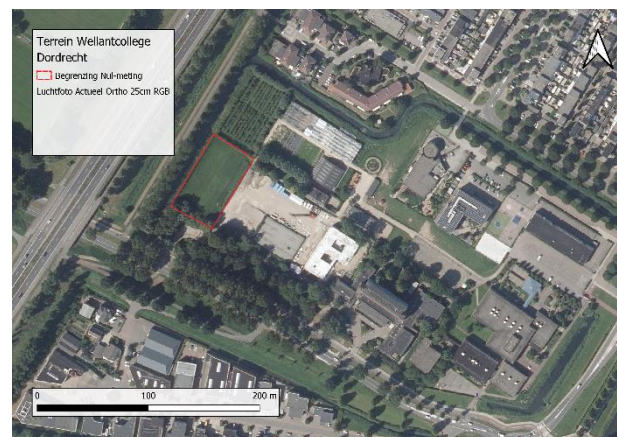 Terrein Wellantcollege
Dordrecht
Begrenzing Nul-meting
Luchtfoto Actueel Ortho 25cm RGB
0 100 200 m